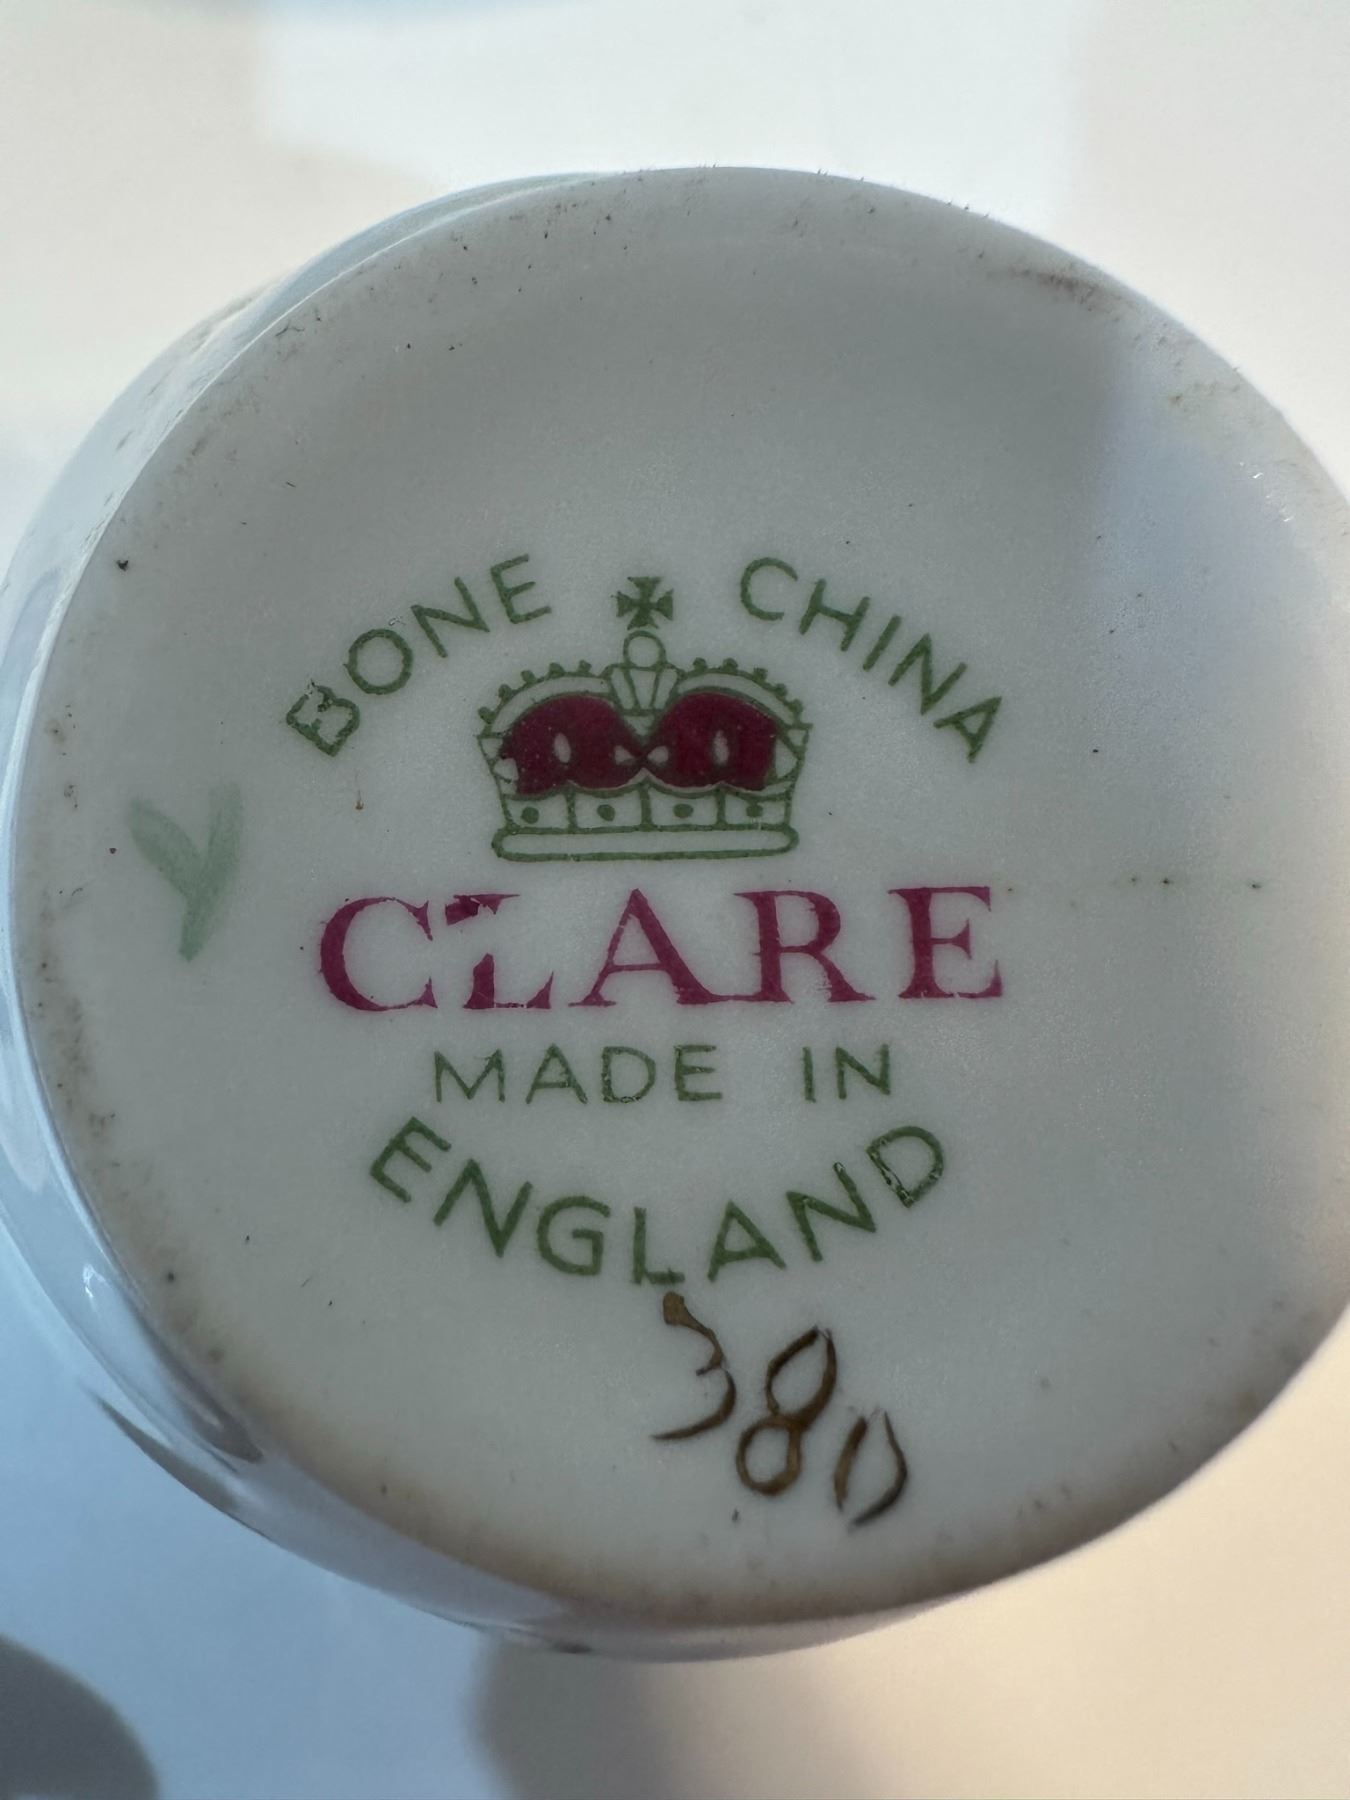 BONE CHINA
CLARE
MADE IN
ENGLAND
380